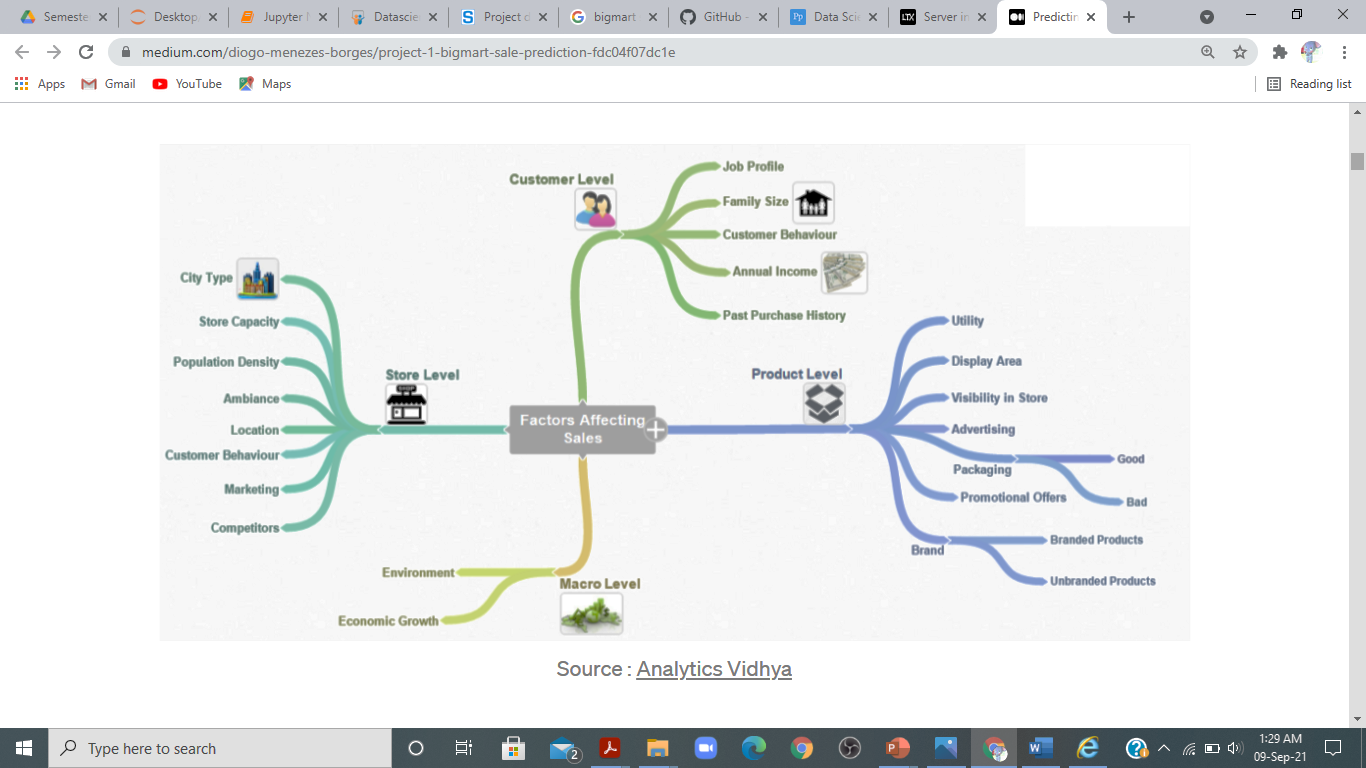 Semeste
Desktop,
Jupyter N
Datascie
Project d
bigmart
GitHub -
Data Scie
Server in
Predictin
medium.com/diogo-menezes-borges/project-1-bigmart-sale-prediction-fdc04f07dc1e
Apps
Gmail
YouTube
Maps
Reading list
Customer Level
Job Profile
Family Size
Customer Behaviour
Annual Income
Past Purchase History
City Type
Store Capacity
Population Density
Ambiance
Location
Customer Behaviour
Marketing
Competitors
Store Level
SHOP
Factors Affecting
Sales
Product Level
Utility
Display Area
Visibility in Store
Advertising
Packaging
Good
Bad
Promotional Offers
Brand
Branded Products
Unbranded Products
Environment
Economic Growth
Macro Level
Source : Analytics Vidhya
Type here to search
2
1:29 AM
09-Sep-21